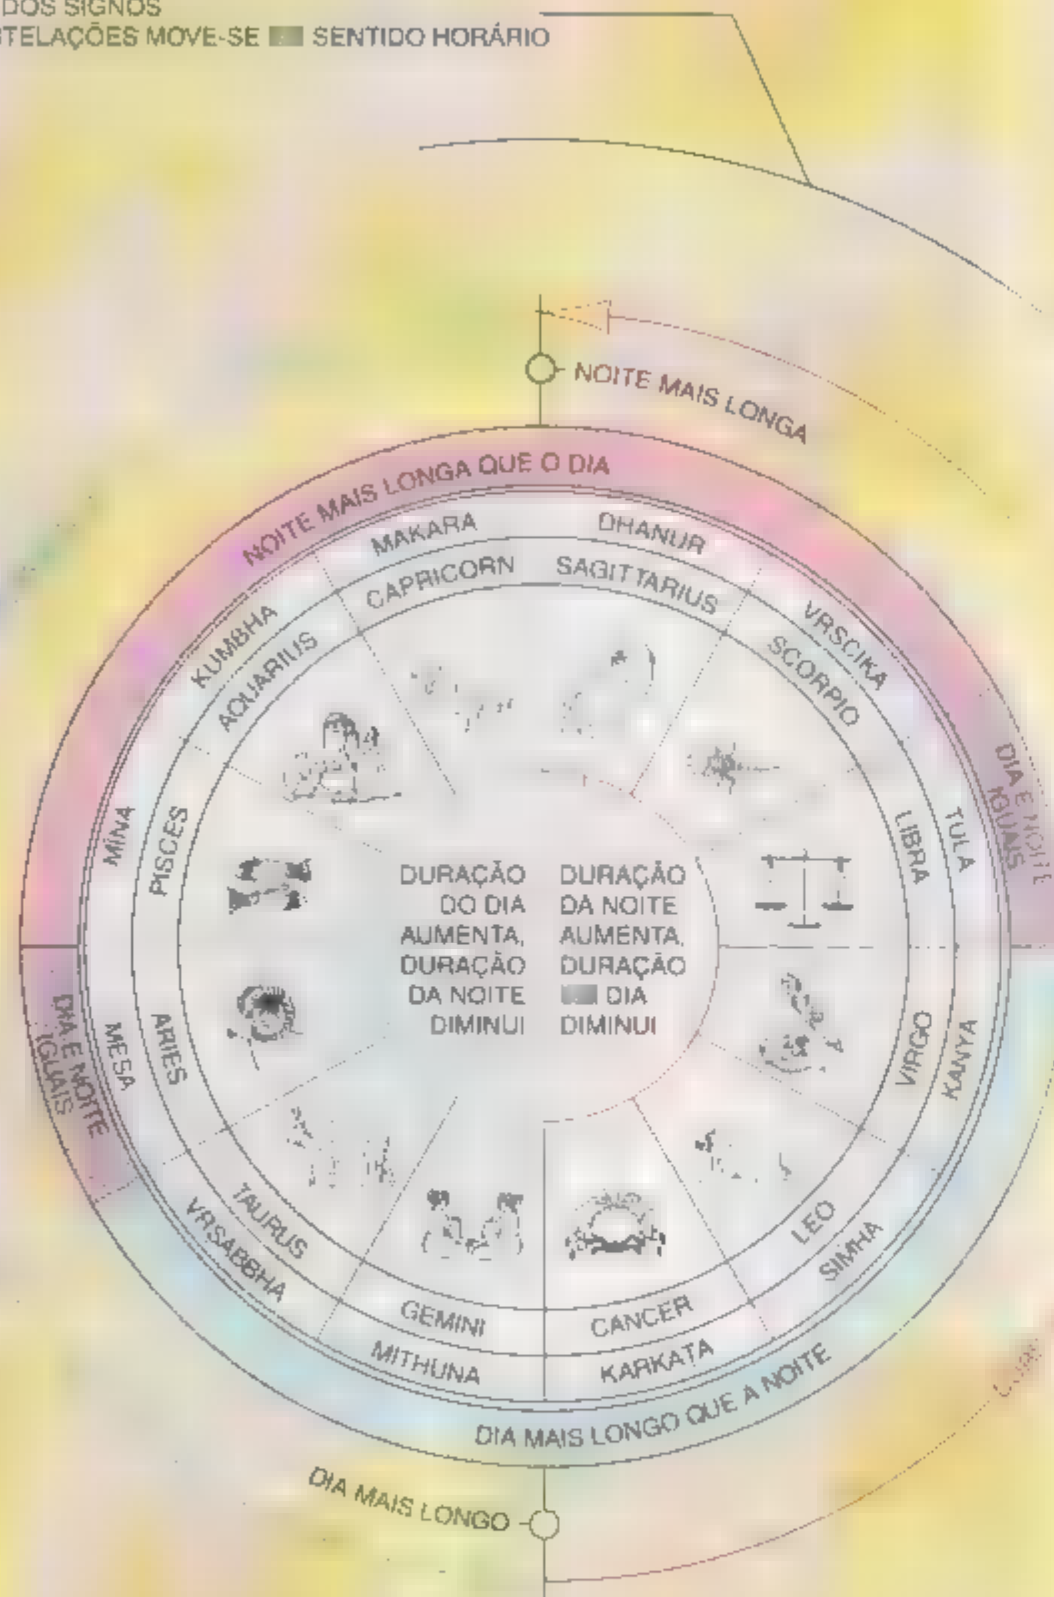 DOS SIGNOS
TELAÇÕES MOVE-SE SENTIDO HORÁRIO
NOITE MAIS LONGA
NOITE MAIS LONGA QUE O DIA
MAKARA
DHANUR
CAPRICORN
SAGITTARIUS
KUMBHA
AQUARIUS
VRSCIKA
SCORPIO
MINA
PISCES
LIBRA
TULA
DIA E NOITE
IGUAIS
DURAÇÃO
DO DIA
AUMENTA,
DURAÇÃO
DA NOITE
DIMINUI
DURAÇÃO
DA NOITE
AUMENTA,
DURAÇÃO
DIA
DIMINUI
DIA E NOITE
IGUAIS
MESA
ARIES
VIRGO
KANYA
TAURUS
VRSABBHA
LEO
SIMHA
GEMINI
MITHUNA
CANCER
KARKATA
DIA MAIS LONGO QUE A NOITE
DIA MAIS LONGO